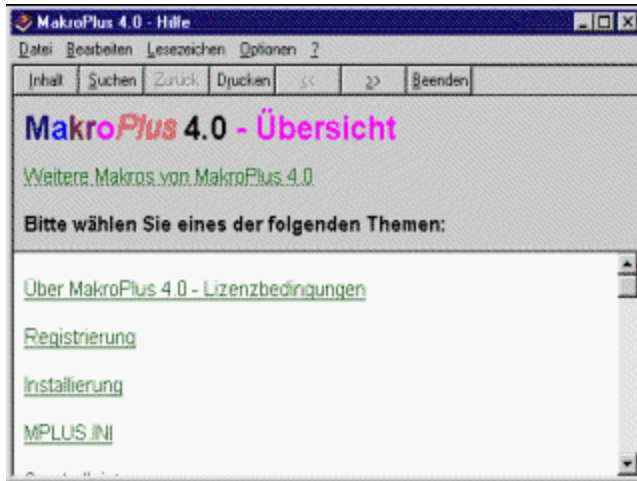 MakroPlus 4.0 - Hilfe
Datei Bearbeiten Lesezeichen Optionen ?
Inhalt Suchen Zurück Drucken << >> Beenden
MakroPlus 4.0 - Übersicht
Weitere Makros von MakroPlus 4.0
Bitte wählen Sie eines der folgenden Themen:
Über MakroPlus 4.0 - Lizenzbedingungen
Registrierung
Installierung
MPLUS.INI